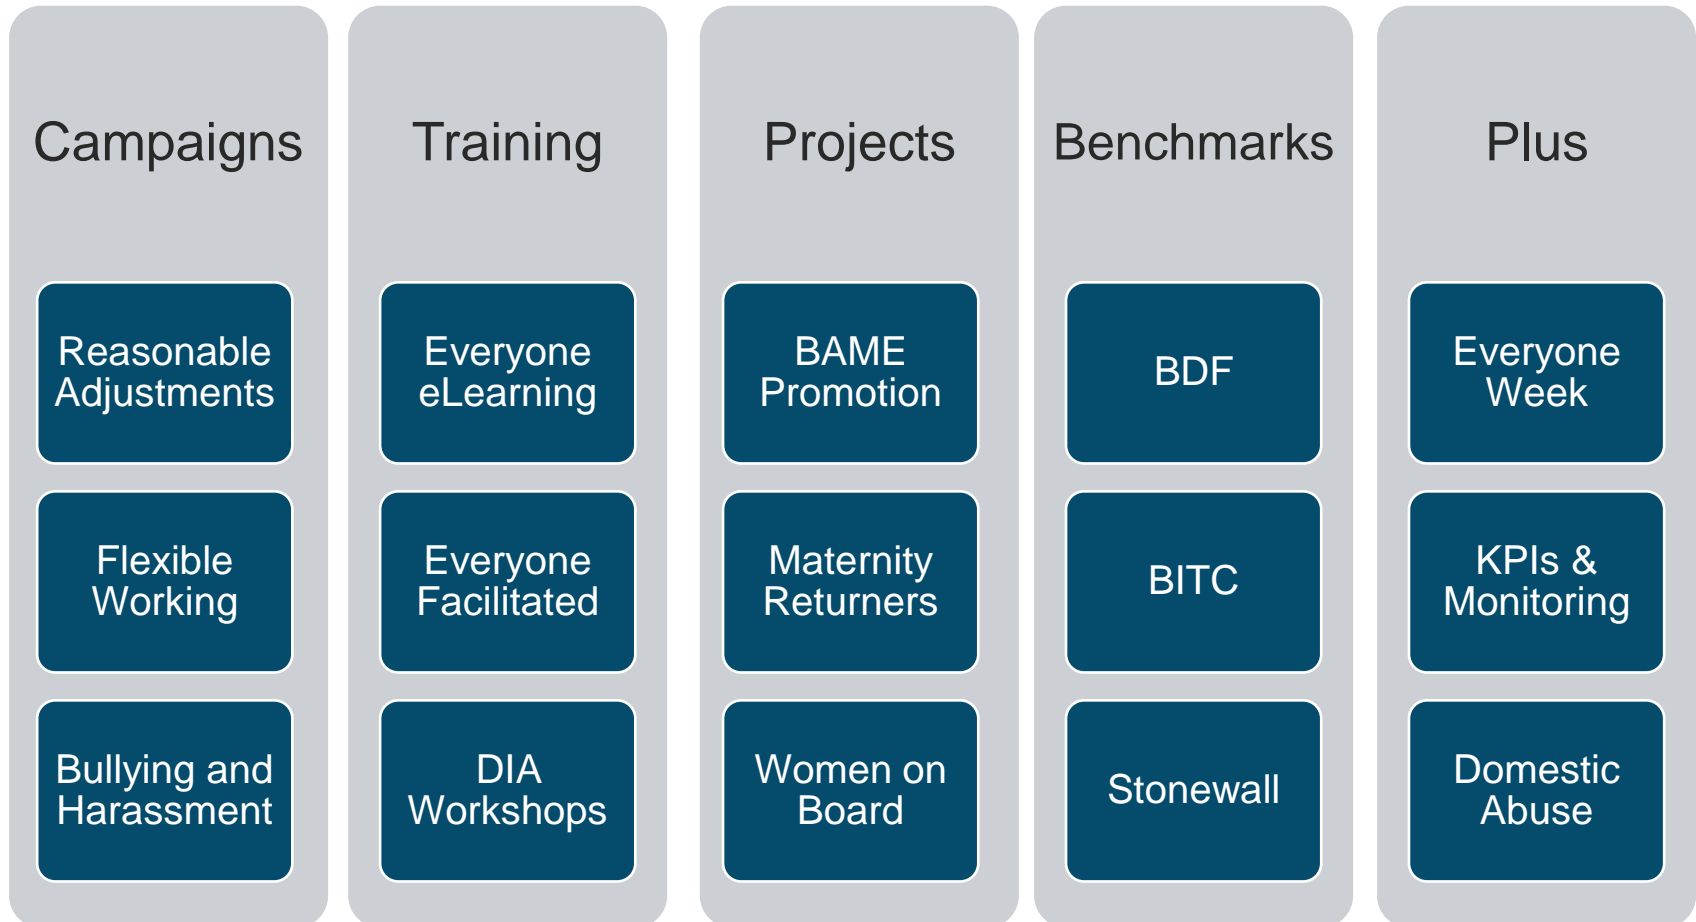 Campaigns
Reasonable
Adjustments
Flexible
Working
Bullying and
Harassment
Training
Everyone
eLearning
Everyone
Facilitated
DIA
Workshops
Projects
BAME
Promotion
Maternity
Returners
Women on
Board
Benchmarks
BDF
BITC
Stonewall
Plus
Everyone
Week
KPIs &
Monitoring
Domestic
Abuse